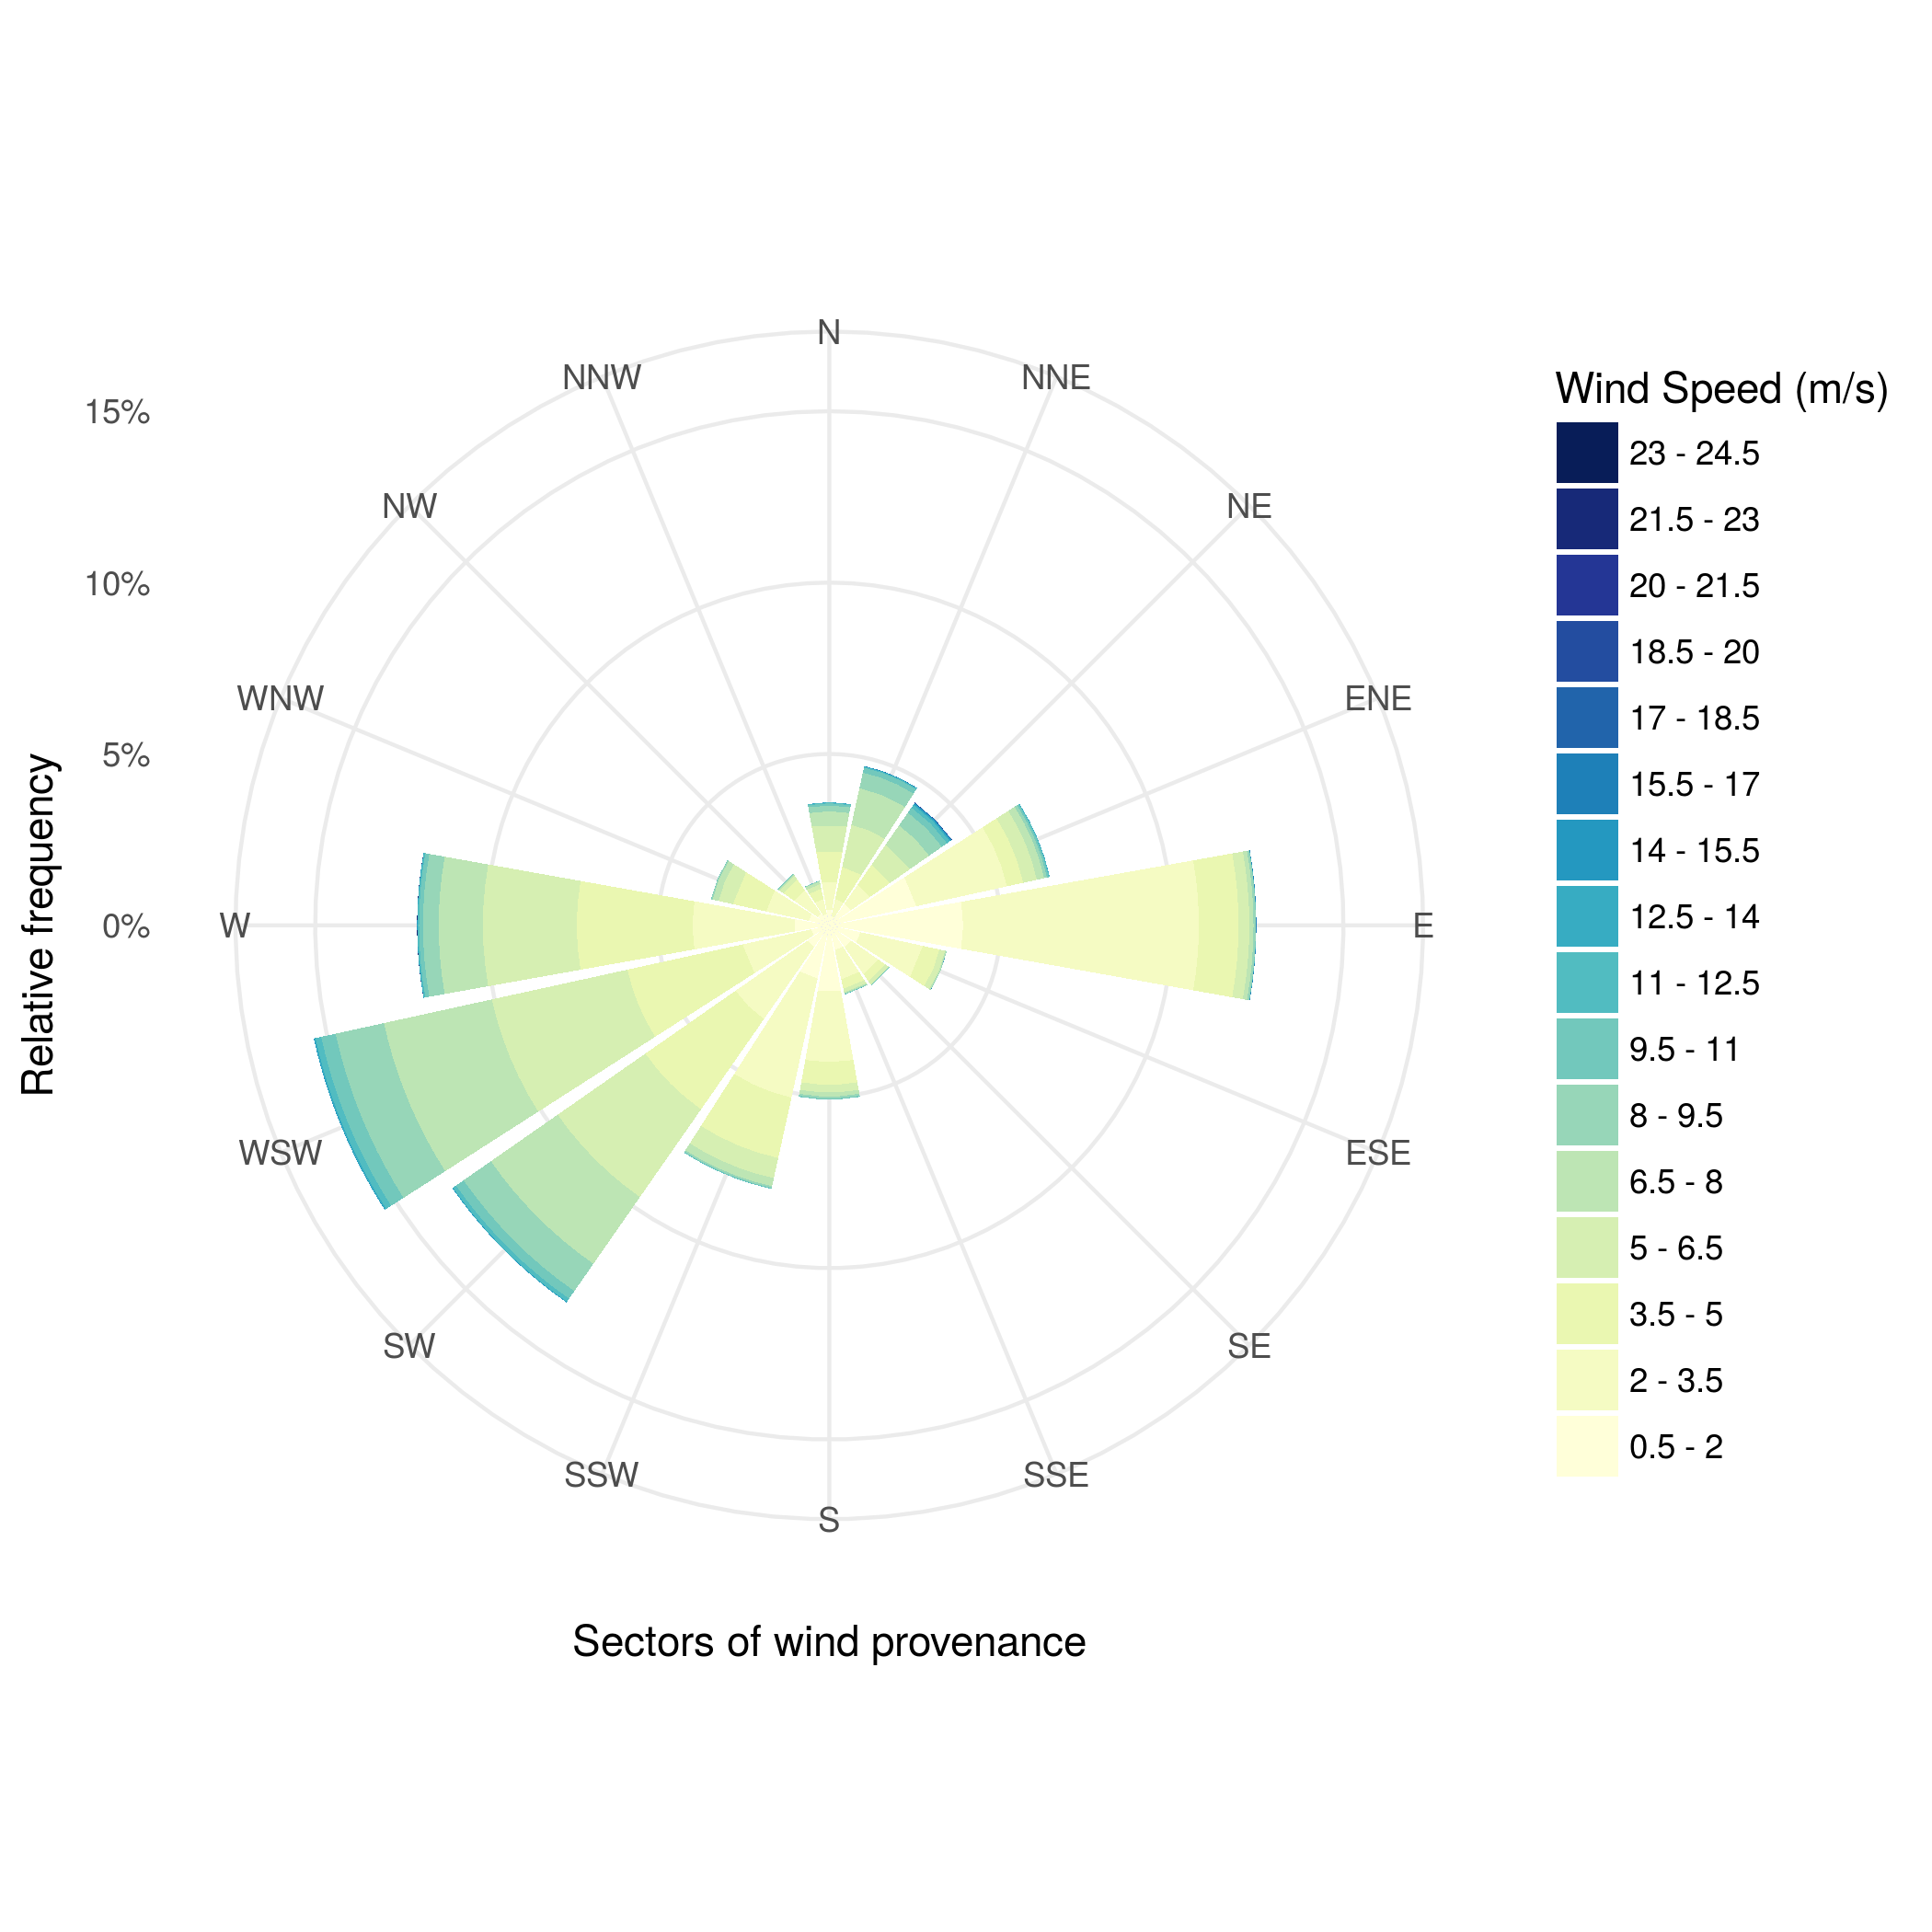 N
NNW
NNE
15%
NW
NE
10%
WNW
ENE
5%
0%
W
E
WSW
ESE
SW
SE
SSW
SSE
S
Relative frequency
Sectors of wind provenance
Wind Speed (m/s)
23 - 24.5
21.5 - 23
20 - 21.5
18.5 - 20
17 - 18.5
15.5 - 17
14 - 15.5
12.5 - 14
11 - 12.5
9.5 - 11
8 - 9.5
6.5 - 8
5 - 6.5
3.5 - 5
2 - 3.5
0.5 - 2